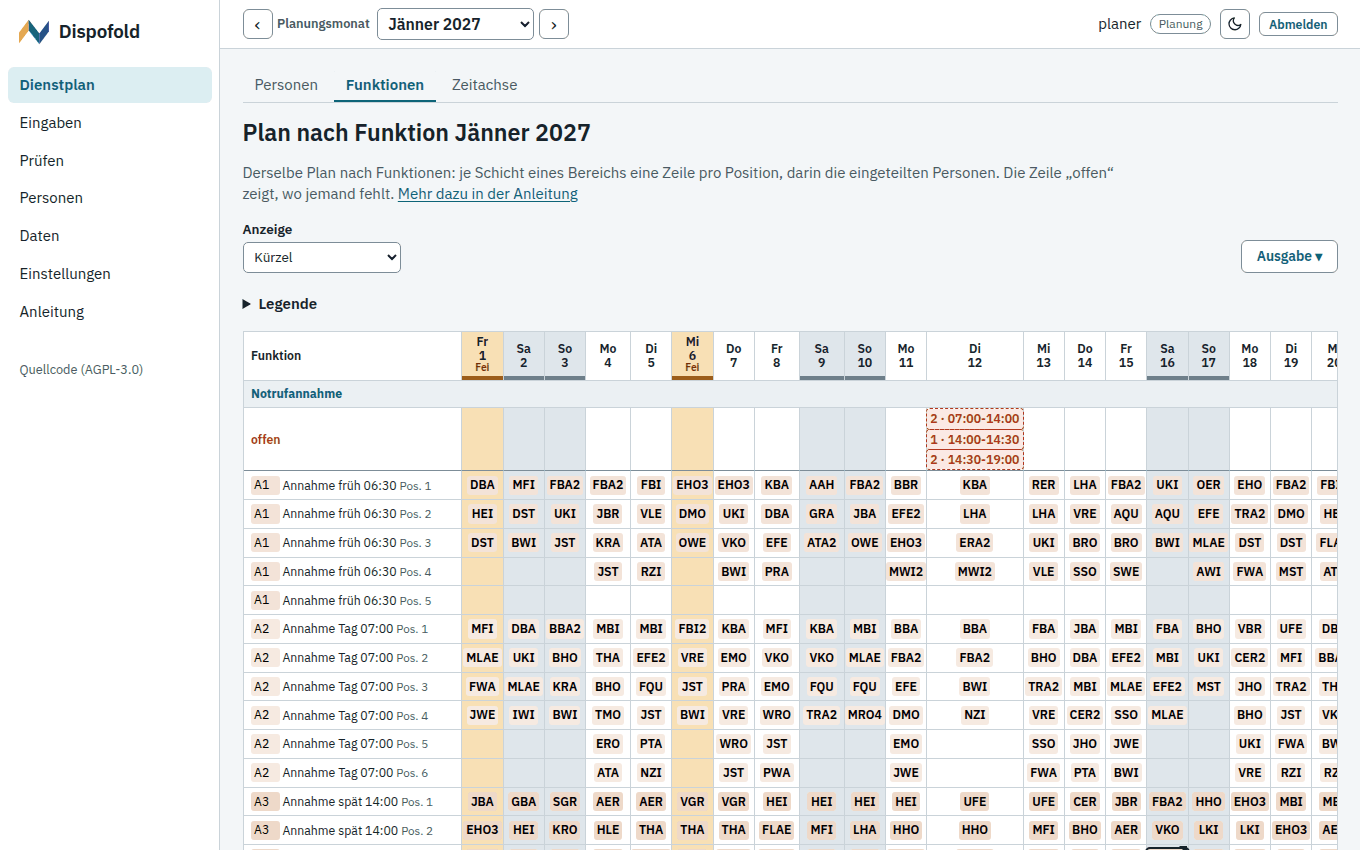 Dispofold
Dienstplan
Eingaben
Prüfen
Personen
Daten
Einstellungen
Anleitung
Quellcode (AGPL-3.0)
‹ Planungsmonat Jänner 2027 ›
planer Planung Abmelden
Personen Funktionen Zeitachse
Plan nach Funktion Jänner 2027
Derselbe Plan nach Funktionen: je Schicht eines Bereichs eine Zeile pro Position, darin die eingeteilten Personen. Die Zeile „offen“
zeigt, wo jemand fehlt. Mehr dazu in der Anleitung
Anzeige
Kürzel
Ausgabe ▾
▶ Legende
Funktion Fr 1 Fei Sa 2 So 3 Mo 4 Di 5 Mi 6 Fei Do 7 Fr 8 Sa 9 So 10 Mo 11 Di 12 Mi 13 Do 14 Fr 15 Sa 16 So 17 Mo 18 Di 19
Notrufannahme
offen
2 · 07:00-14:00
1 · 14:00-14:30
2 · 14:30-19:00
A1 Annahme früh 06:30 Pos. 1 DBA MFI FBA2 FBA2 FBI EHO3 EHO3 KBA AAH FBA2 BBR KBA RER LHA FBA2 UKI OER EHO FBA2
A1 Annahme früh 06:30 Pos. 2 HEI DST UKI JBR VLE DMO UKI DBA GRA JBA EFE2 LHA LHA VRE AQU AQU EFE TRA2 DMO
A1 Annahme früh 06:30 Pos. 3 DST BWI JST KRA ATA OWE VKO EFE ATA2 OWE EHO3 ERA2 UKI BRO BRO BWI MLAE DST DST
A1 Annahme früh 06:30 Pos. 4 JST RZI BWI PRA MWI2 MWI2 VLE SSO SWE AWI FWA MST
A1 Annahme früh 06:30 Pos. 5
A2 Annahme Tag 07:00 Pos. 1 MFI DBA BBA2 MBI MBI FBI2 KBA MFI KBA MBI BBA BBA FBA JBA MBI FBA BHO VBR UFE
A2 Annahme Tag 07:00 Pos. 2 MLAE UKI BHO THA EFE2 VRE EMO VKO VKO MLAE FBA2 FBA2 BHO DBA EFE2 MBI UKI CER2 MFI
A2 Annahme Tag 07:00 Pos. 3 FWA MLAE KRA BHO FQU JST PRA EMO FQU FQU EFE BWI TRA2 MBI MLAE EFE2 MST JHO TRA2
A2 Annahme Tag 07:00 Pos. 4 JWE IWI BWI TMO JST BWI VRE WRO TRA2 MRO4 DMO NZI VRE CER2 SSO MLAE BHO JST
A2 Annahme Tag 07:00 Pos. 5 ERO PTA WRO JST EMO SSO JHO JWE UKI FWA
A2 Annahme Tag 07:00 Pos. 6 ATA NZI JST PWA JWE FWA PTA BWI VRE RZI
A3 Annahme spät 14:00 Pos. 1 JBA GBA SGR AER AER VGR VGR HEI HEI HEI HEI UFE UFE CER JBR FBA2 HHO EHO3 MBI
A3 Annahme spät 14:00 Pos. 2 EHO3 HEI KRO HLE THA THA THA FLAE MFI LHA HHO HHO MFI BHO AER VKO LKI LKI EHO3